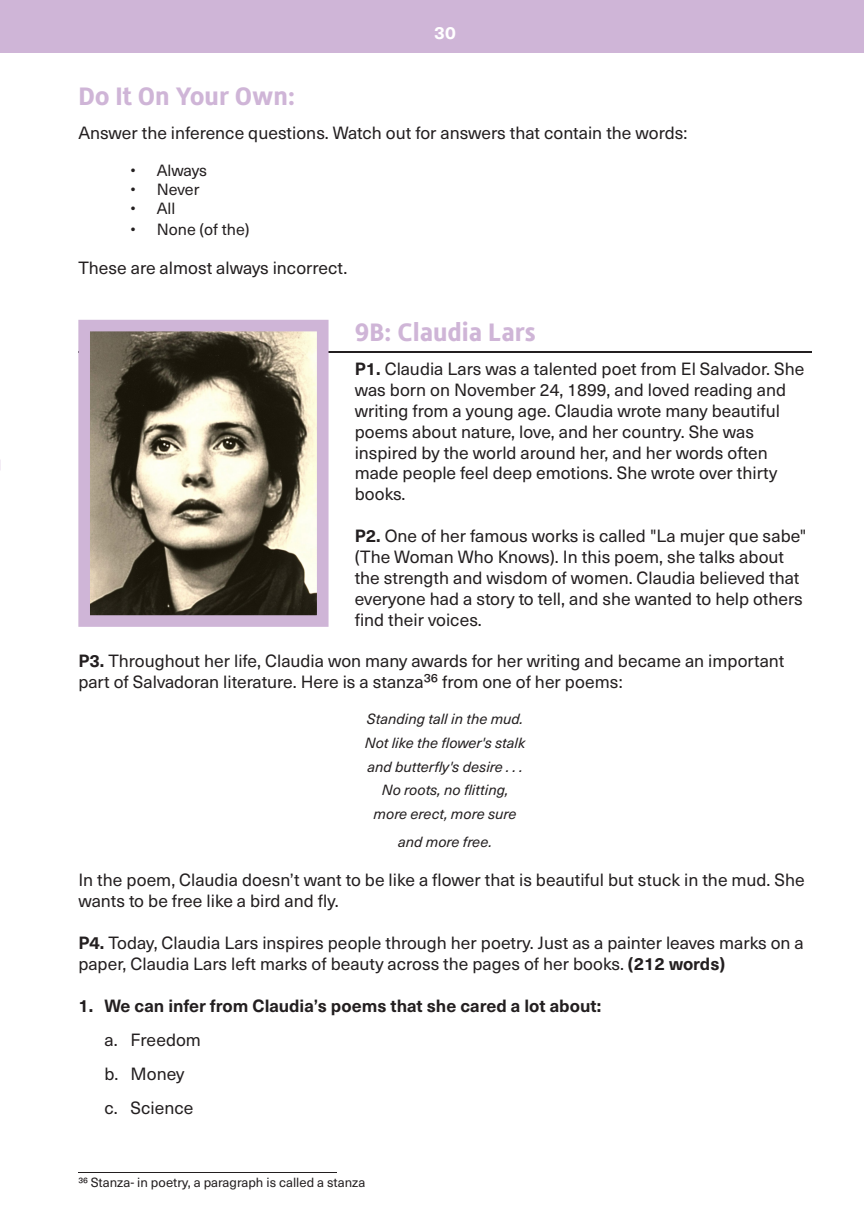 30
Do It On Your Own:
Answer the inference questions. Watch out for answers that contain the words:
• Always
• Never
• All
• None (of the)
These are almost always incorrect.
9B: Claudia Lars
P1. Claudia Lars was a talented poet from El Salvador. She
was born on November 24, 1899, and loved reading and
writing from a young age. Claudia wrote many beautiful
poems about nature, love, and her country. She was
inspired by the world around her, and her words often
made people feel deep emotions. She wrote over thirty
books.
P2. One of her famous works is called "La mujer que sabe"
(The Woman Who Knows). In this poem, she talks about
the strength and wisdom of women. Claudia believed that
everyone had a story to tell, and she wanted to help others
find their voices.
P3. Throughout her life, Claudia won many awards for her writing and became an important
part of Salvadoran literature. Here is a stanza³⁶ from one of her poems:
Standing tall in the mud.
Not like the flower's stalk
and butterfly's desire . . .
No roots, no flitting,
more erect, more sure
and more free.
In the poem, Claudia doesn't want to be like a flower that is beautiful but stuck in the mud. She
wants to be free like a bird and fly.
P4. Today, Claudia Lars inspires people through her poetry. Just as a painter leaves marks on a
paper, Claudia Lars left marks of beauty across the pages of her books. (212 words)
1. We can infer from Claudia's poems that she cared a lot about:
a. Freedom
b. Money
c. Science
³⁶ Stanza- in poetry, a paragraph is called a stanza